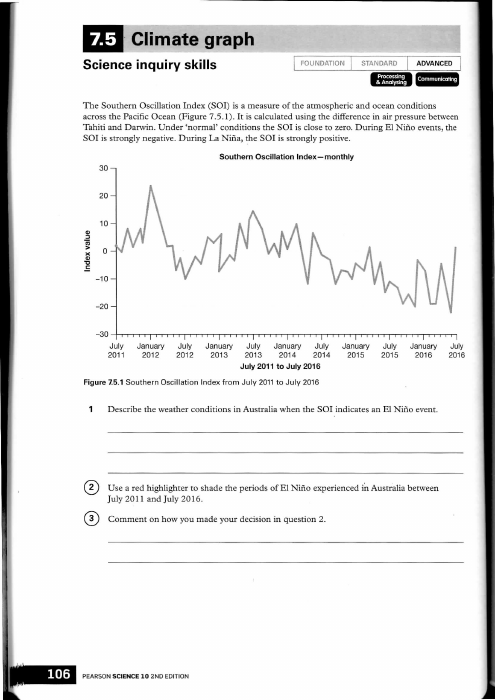 7.5 Climate graph
Science inquiry skills
FOUNDATION STANDARD ADVANCED
Processing & Analysing Communicating
The Southern Oscillation Index (SOI) is a measure of the atmospheric and ocean conditions
across the Pacific Ocean (Figure 7.5.1). It is calculated using the difference in air pressure between
Tahiti and Darwin. Under ‘normal’ conditions the SOI is close to zero. During El Niño events, the
SOI is strongly negative. During La Niña, the SOI is strongly positive.
Southern Oscillation Index—monthly
30
20
10
0
−10
−20
−30
Index value
July January July January July January July January July January July
2011 2012 2012 2013 2013 2014 2014 2015 2015 2016 2016
July 2011 to July 2016
Figure 7.5.1 Southern Oscillation Index from July 2011 to July 2016
1 Describe the weather conditions in Australia when the SOI indicates an El Niño event.
2 Use a red highlighter to shade the periods of El Niño experienced in Australia between
July 2011 and July 2016.
3 Comment on how you made your decision in question 2.
106 PEARSON SCIENCE 10 2ND EDITION